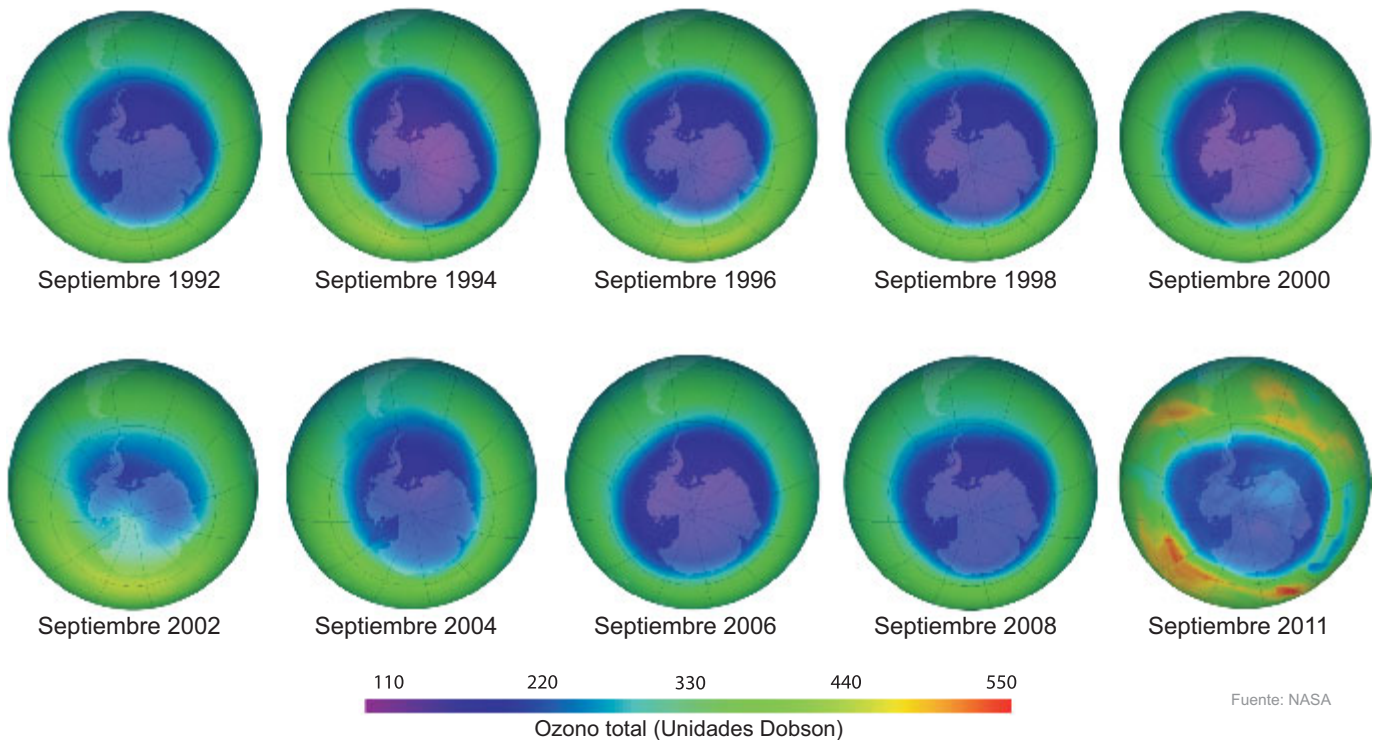 Septiembre 1992
Septiembre 1994
Septiembre 1996
Septiembre 1998
Septiembre 2000
Septiembre 2002
Septiembre 2004
Septiembre 2006
Septiembre 2008
Septiembre 2011
110 220 330 440 550
Ozono total (Unidades Dobson)
Fuente: NASA